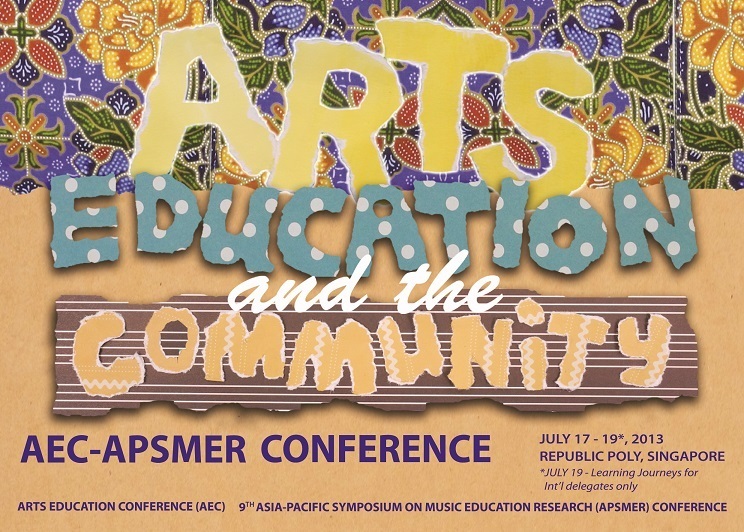 ARTS
EDUCATION
and the
COMMUNITY
AEC-APSMER CONFERENCE
JULY 17 - 19*, 2013
REPUBLIC POLY, SINGAPORE
*JULY 19 - Learning Journeys for
Int'l delegates only
ARTS EDUCATION CONFERENCE (AEC) 9TH ASIA-PACIFIC SYMPOSIUM ON MUSIC EDUCATION RESEARCH (APSMER) CONFERENCE